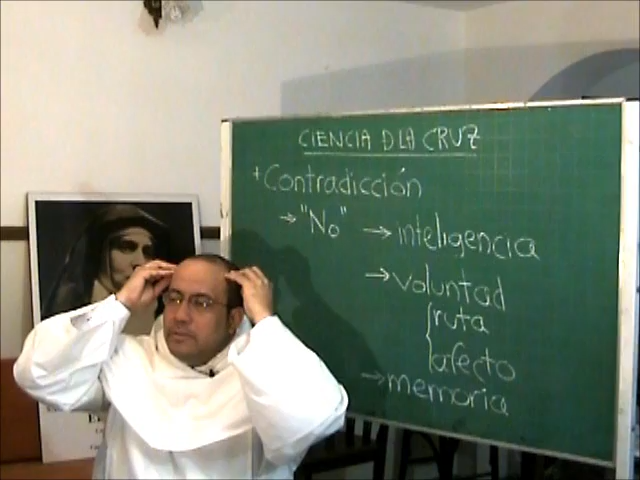 CIENCIA D LA CRUZ
+ Contradicción
→ "No" → inteligencia
→ voluntad
ruta
afecto
→ memoria